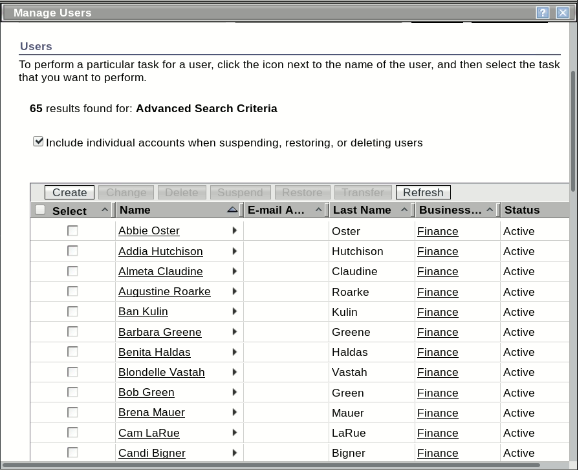 Manage Users
Users
To perform a particular task for a user, click the icon next to the name of the user, and then select the task
that you want to perform.
65 results found for: Advanced Search Criteria
Include individual accounts when suspending, restoring, or deleting users
Create Change Delete Suspend Restore Transfer Refresh
Select Name E-mail A... Last Name Business... Status
Abbie Oster Oster Finance Active
Addia Hutchison Hutchison Finance Active
Almeta Claudine Claudine Finance Active
Augustine Roarke Roarke Finance Active
Ban Kulin Kulin Finance Active
Barbara Greene Greene Finance Active
Benita Haldas Haldas Finance Active
Blondelle Vastah Vastah Finance Active
Bob Green Green Finance Active
Brena Mauer Mauer Finance Active
Cam LaRue LaRue Finance Active
Candi Bigner Bigner Finance Active